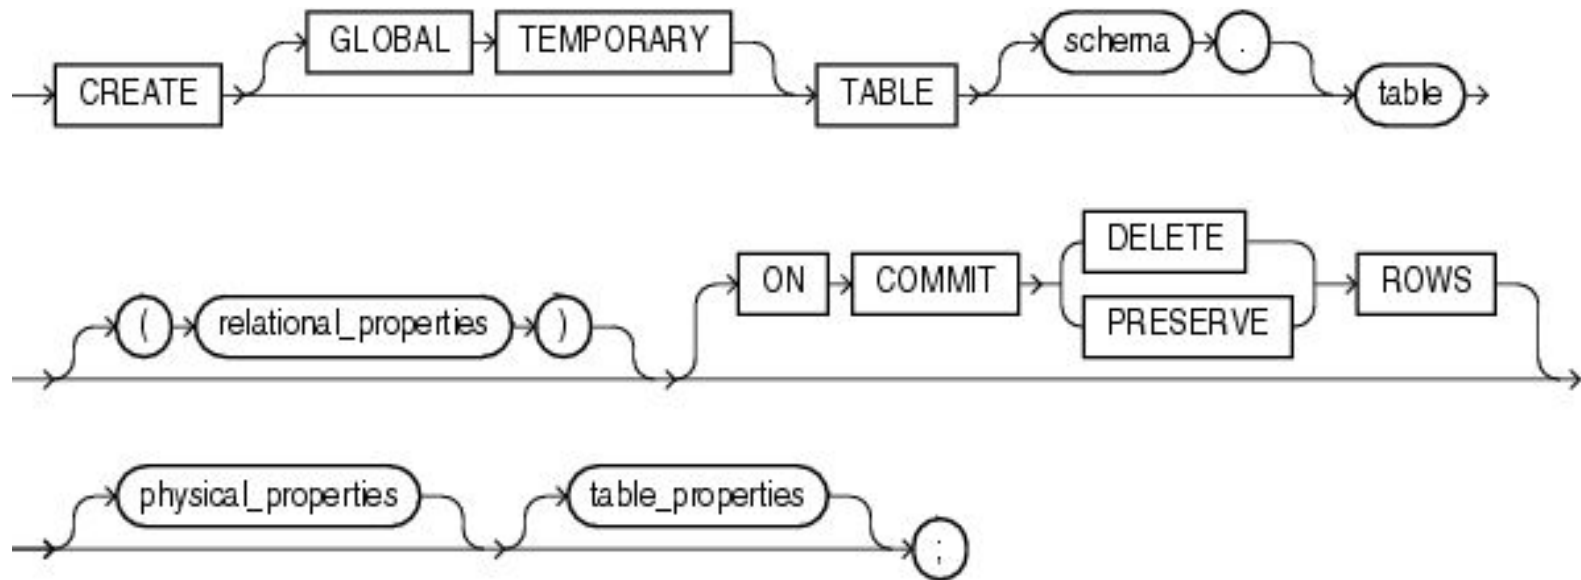 CREATE GLOBAL TEMPORARY TABLE schema . table
( relational_properties ) ON COMMIT DELETE PRESERVE ROWS
physical_properties table_properties ;